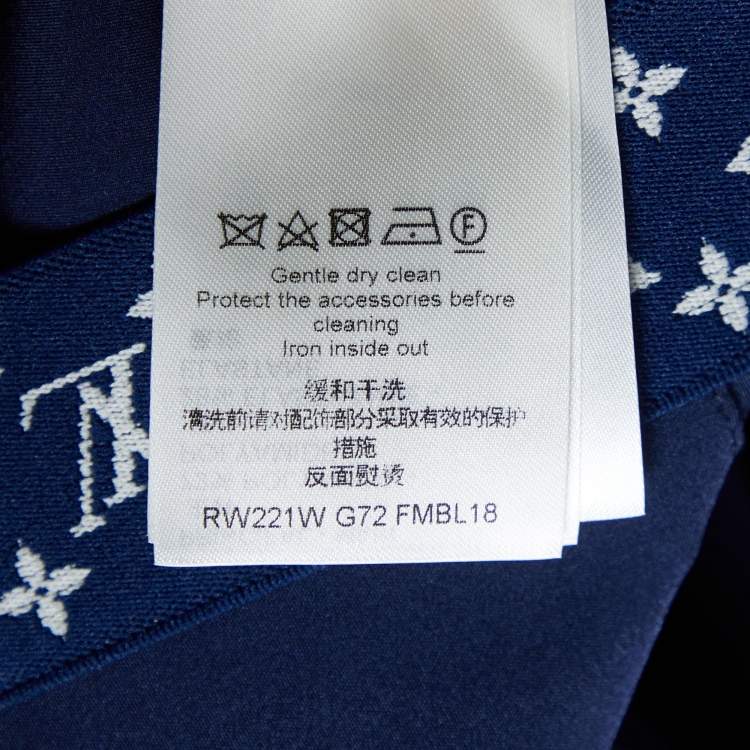 F
Gentle dry clean
Protect the accessories before
cleaning
Iron inside out
缓和干洗
清洗前请对配饰部分采取有效的保护
措施
反面熨烫
RW221W G72 FMBL18
LV